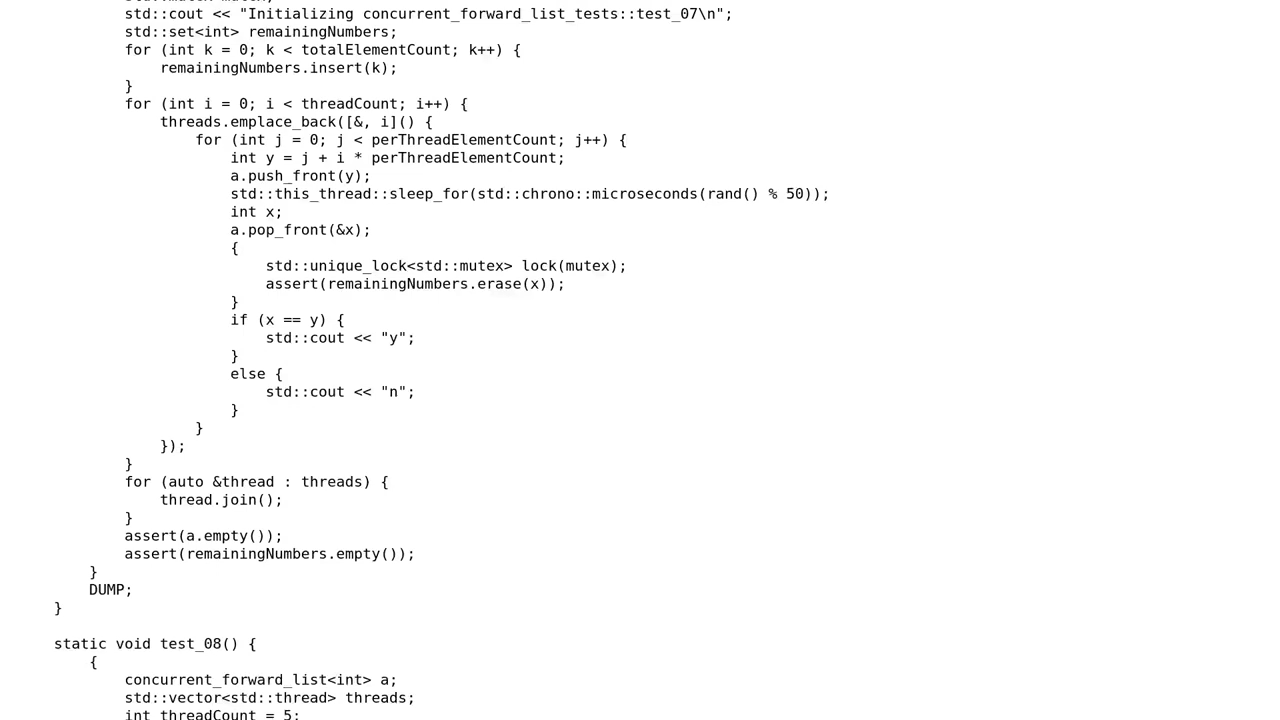 std::cout << "Initializing concurrent_forward_list_tests::test_07\n";
std::set<int> remainingNumbers;
for (int k = 0; k < totalElementCount; k++) {
remainingNumbers.insert(k);
}
for (int i = 0; i < threadCount; i++) {
threads.emplace_back([&, i]() {
for (int j = 0; j < perThreadElementCount; j++) {
int y = j + i * perThreadElementCount;
a.push_front(y);
std::this_thread::sleep_for(std::chrono::microseconds(rand() % 50));
int x;
a.pop_front(&x);
{
std::unique_lock<std::mutex> lock(mutex);
assert(remainingNumbers.erase(x));
}
if (x == y) {
std::cout << "y";
}
else {
std::cout << "n";
}
}
});
}
for (auto &thread : threads) {
thread.join();
}
assert(a.empty());
assert(remainingNumbers.empty());
}
DUMP;
}
static void test_08() {
{
concurrent_forward_list<int> a;
std::vector<std::thread> threads;
int threadCount = 5;